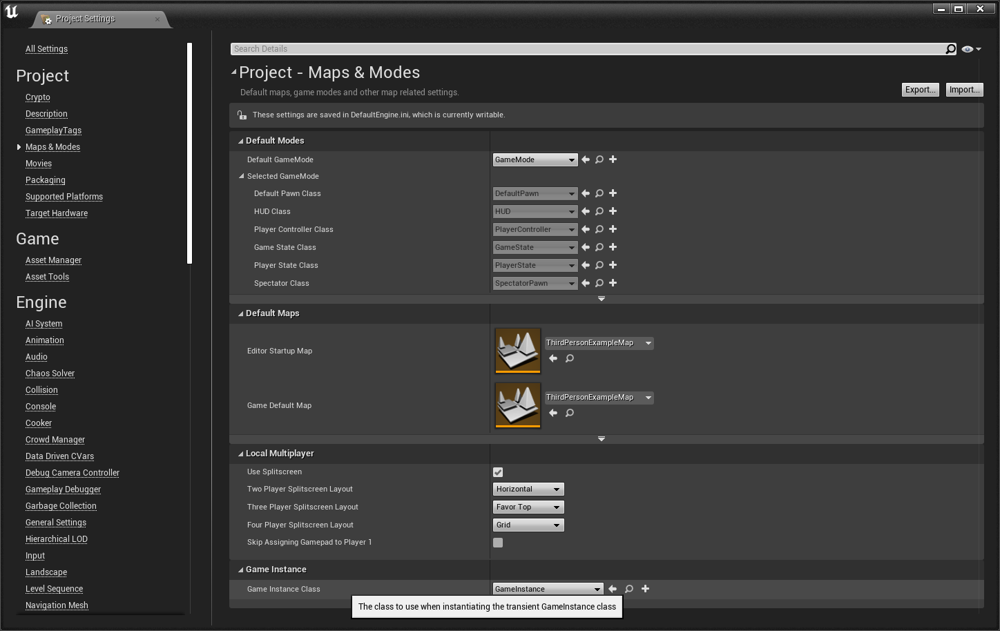 Project Settings
All Settings
Project
Crypto
Description
GameplayTags
Maps & Modes
Movies
Packaging
Supported Platforms
Target Hardware
Game
Asset Manager
Asset Tools
Engine
AI System
Animation
Audio
Chaos Solver
Collision
Console
Cooker
Crowd Manager
Data Driven CVars
Debug Camera Controller
Gameplay Debugger
Garbage Collection
General Settings
Hierarchical LOD
Input
Landscape
Level Sequence
Navigation Mesh
Search Details
Project - Maps & Modes
Default maps, game modes and other map related settings.
Export... Import...
These settings are saved in DefaultEngine.ini, which is currently writable.
Default Modes
Default GameMode GameMode
Selected GameMode
Default Pawn Class DefaultPawn
HUD Class HUD
Player Controller Class PlayerController
Game State Class GameState
Player State Class PlayerState
Spectator Class SpectatorPawn
Default Maps
Editor Startup Map ThirdPersonExampleMap
Game Default Map ThirdPersonExampleMap
Local Multiplayer
Use Splitscreen
Two Player Splitscreen Layout Horizontal
Three Player Splitscreen Layout Favor Top
Four Player Splitscreen Layout Grid
Skip Assigning Gamepad to Player 1
Game Instance
Game Instance Class GameInstance
The class to use when instantiating the transient GameInstance class